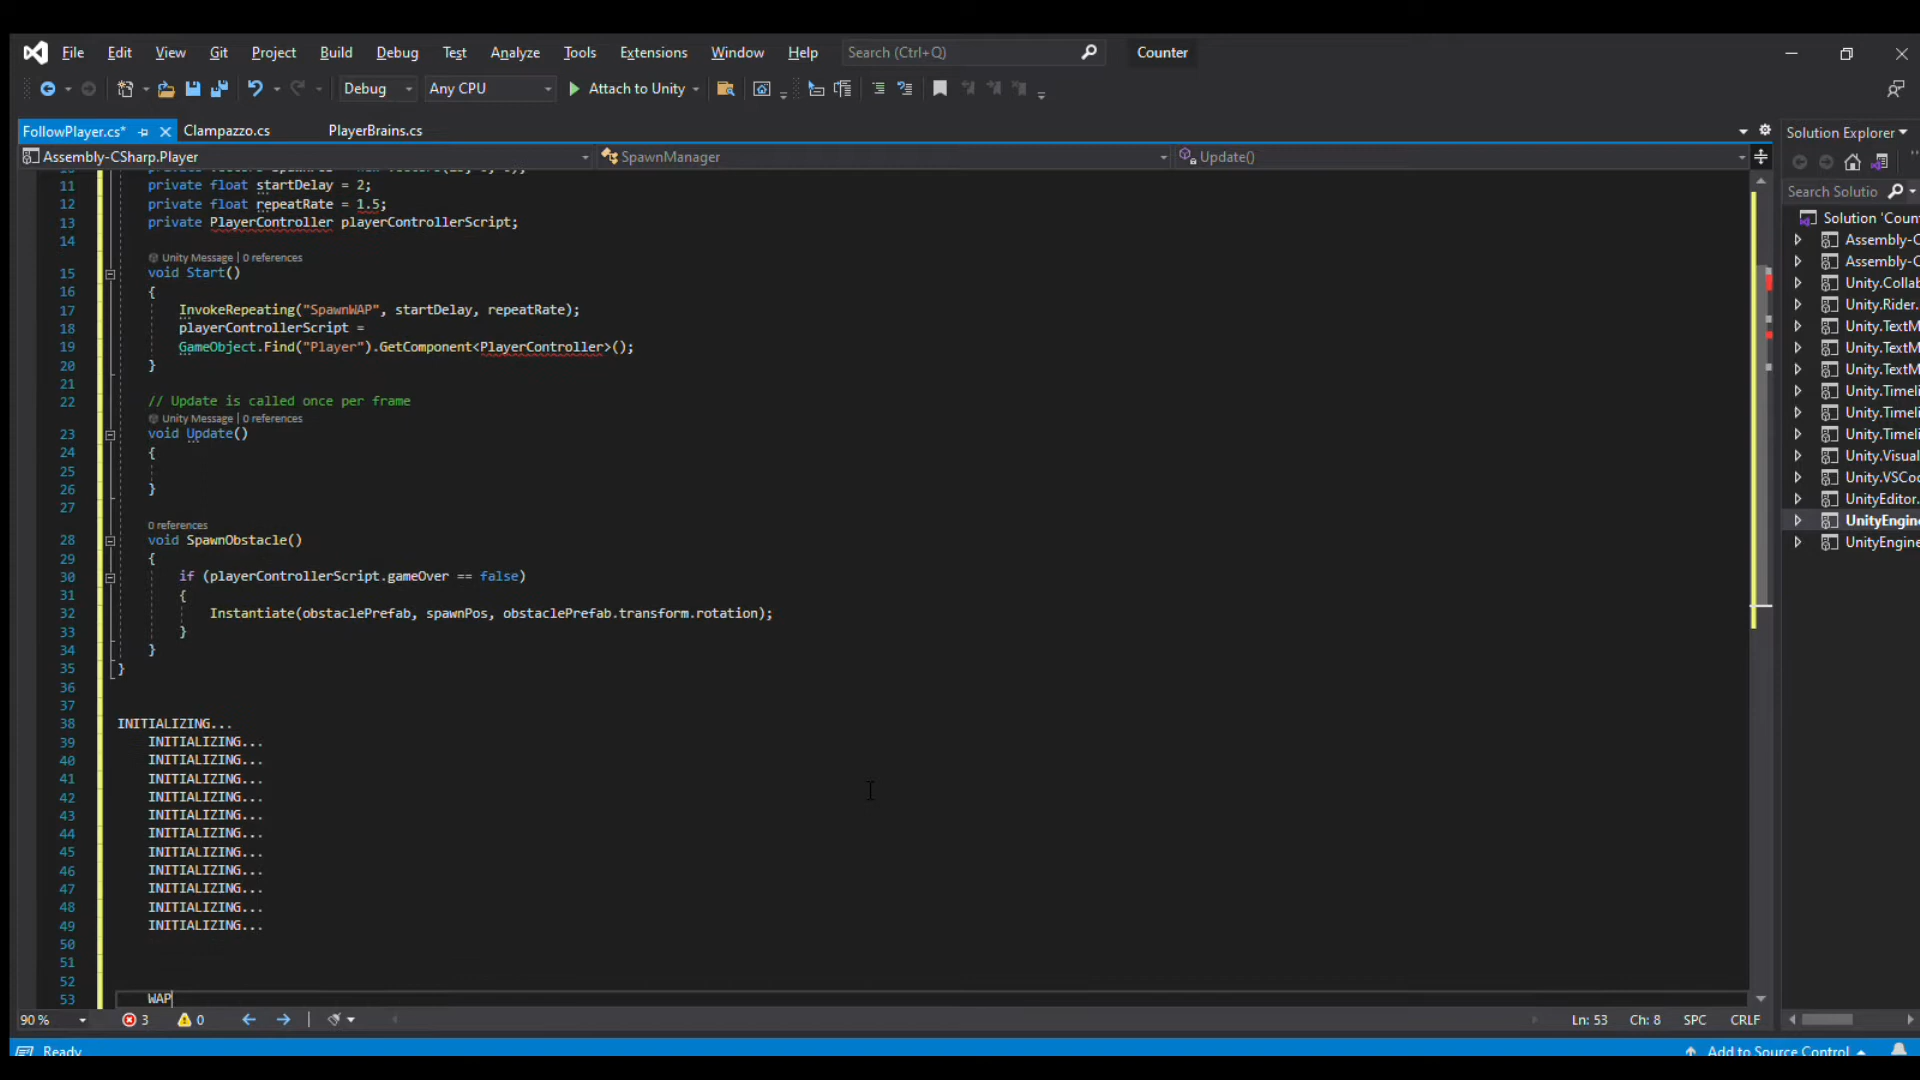 File Edit View Git Project Build Debug Test Analyze Tools Extensions Window Help Search (Ctrl+Q) Counter
Debug Any CPU Attach to Unity
FollowPlayer.cs* Clampazzo.cs PlayerBrains.cs
Assembly-CSharp.Player SpawnManager Update()
11 private float startDelay = 2;
12 private float repeatRate = 1.5;
13 private PlayerController playerControllerScript;
14
Unity Message | 0 references
15 void Start()
16 {
17 InvokeRepeating("SpawnWAP", startDelay, repeatRate);
18 playerControllerScript =
19 GameObject.Find("Player").GetComponent<PlayerController>();
20 }
21
22 // Update is called once per frame
Unity Message | 0 references
23 void Update()
24 {
25
26 }
27
0 references
28 void SpawnObstacle()
29 {
30 if (playerControllerScript.gameOver == false)
31 {
32 Instantiate(obstaclePrefab, spawnPos, obstaclePrefab.transform.rotation);
33 }
34 }
35 }
36
37
38 INITIALIZING...
39 INITIALIZING...
40 INITIALIZING...
41 INITIALIZING...
42 INITIALIZING...
43 INITIALIZING...
44 INITIALIZING...
45 INITIALIZING...
46 INITIALIZING...
47 INITIALIZING...
48 INITIALIZING...
49 INITIALIZING...
50
51
52
53 WAP
Solution Explorer
Search Solutio
Solution 'Coun
Assembly-C
Assembly-C
Unity.Collab
Unity.Rider.
Unity.TextM
Unity.TextM
Unity.TextM
Unity.Timeli
Unity.Timeli
Unity.Timeli
Unity.Visual
Unity.VSCod
UnityEditor.
UnityEngine
UnityEngine
90 % 3 0 Ln: 53 Ch: 8 SPC CRLF
Ready Add to Source Control